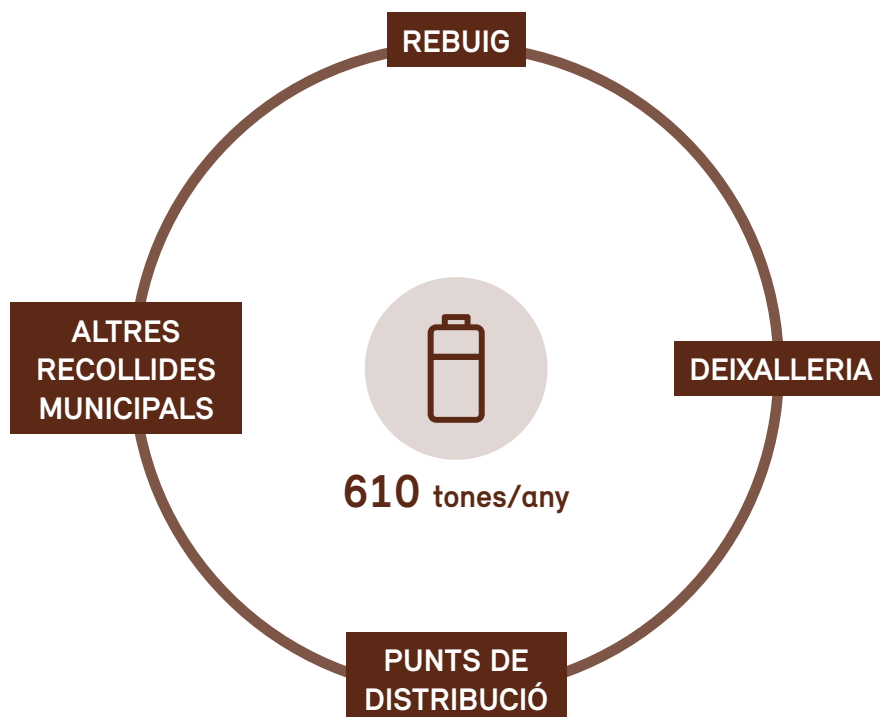 REBUIG
ALTRES
RECOLLIDES
MUNICIPALS
DEIXALLERIA
610 tones/any
PUNTS DE
DISTRIBUCIÓ